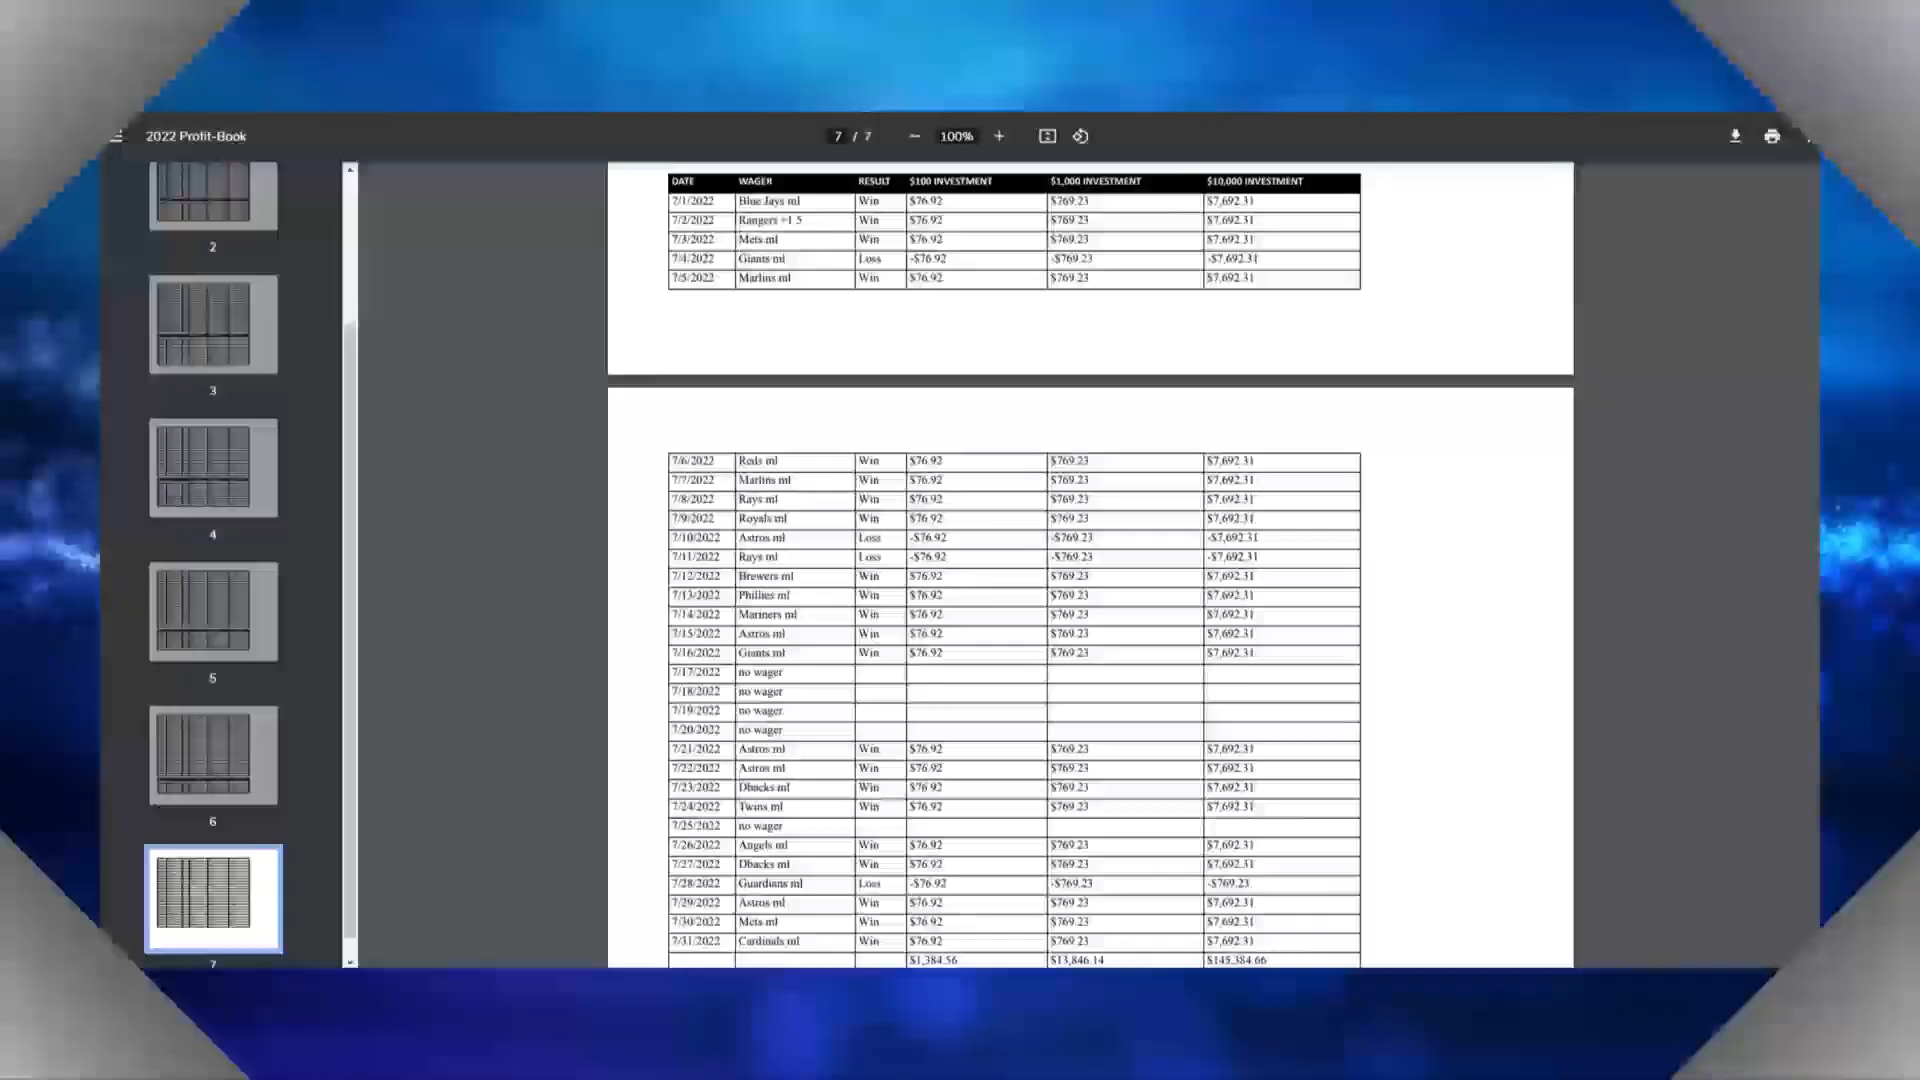 2022 Profit-Book
7 / 7
100%
2
3
4
5
6
7
DATE WAGER RESULT $100 INVESTMENT $1,000 INVESTMENT $10,000 INVESTMENT
7/1/2022 Blue Jays ml Win $76.92 $769.23 $7,692.31
7/2/2022 Rangers +1.5 Win $76.92 $769.23 $7,692.31
7/3/2022 Mets ml Win $76.92 $769.23 $7,692.31
7/4/2022 Giants ml Loss -$76.92 -$769.23 -$7,692.31
7/5/2022 Marlins ml Win $76.92 $769.23 $7,692.31
7/6/2022 Reds ml Win $76.92 $769.23 $7,692.31
7/7/2022 Marlins ml Win $76.92 $769.23 $7,692.31
7/8/2022 Rays ml Win $76.92 $769.23 $7,692.31
7/9/2022 Royals ml Win $76.92 $769.23 $7,692.31
7/10/2022 Astros ml Loss -$76.92 -$769.23 -$7,692.31
7/11/2022 Rays ml Loss -$76.92 -$769.23 -$7,692.31
7/12/2022 Brewers ml Win $76.92 $769.23 $7,692.31
7/13/2022 Phillies ml Win $76.92 $769.23 $7,692.31
7/14/2022 Mariners ml Win $76.92 $769.23 $7,692.31
7/15/2022 Astros ml Win $76.92 $769.23 $7,692.31
7/16/2022 Giants ml Win $76.92 $769.23 $7,692.31
7/17/2022 no wager
7/18/2022 no wager
7/19/2022 no wager
7/20/2022 no wager
7/21/2022 Astros ml Win $76.92 $769.23 $7,692.31
7/22/2022 Astros ml Win $76.92 $769.23 $7,692.31
7/23/2022 Dbacks ml Win $76.92 $769.23 $7,692.31
7/24/2022 Twins ml Win $76.92 $769.23 $7,692.31
7/25/2022 no wager
7/26/2022 Angels ml Win $76.92 $769.23 $7,692.31
7/27/2022 Dbacks ml Win $76.92 $769.23 $7,692.31
7/28/2022 Guardians ml Loss -$76.92 -$769.23 -$769.23
7/29/2022 Astros ml Win $76.92 $769.23 $7,692.31
7/30/2022 Mets ml Win $76.92 $769.23 $7,692.31
7/31/2022 Cardinals ml Win $76.92 $769.23 $7,692.31
$1,384.56 $13,846.14 $145,384.66